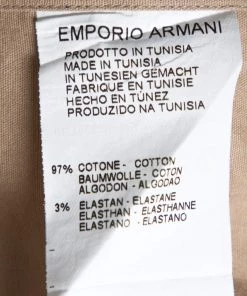 EMPORIO ARMANI
PRODOTTO IN TUNISIA
MADE IN TUNISIA
IN TUNESIEN GEMACHT
FABRIQUE EN TUNISIE
HECHO EN TÚNEZ
PRODUZIDO NA TUNISIA
97% COTONE - COTTON
BAUMWOLLE - COTON
ALGODON - ALGODAO
3% ELASTAN - ELASTANE
ELASTHAN - ELASTHANNE
ELASTANO - ELASTANO